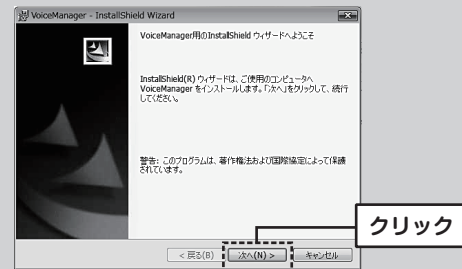 VoiceManager - InstallShield Wizard
VoiceManager用のInstallShield ウィザードへようこそ
InstallShield(R) ウィザードは、ご使用のコンピュータへ
VoiceManager をインストールします。「次へ」をクリックして、続行
してください。
警告: このプログラムは、著作権法および国際協定によって保護
されています。
クリック
< 戻る(B)
次へ(N) >
キャンセル